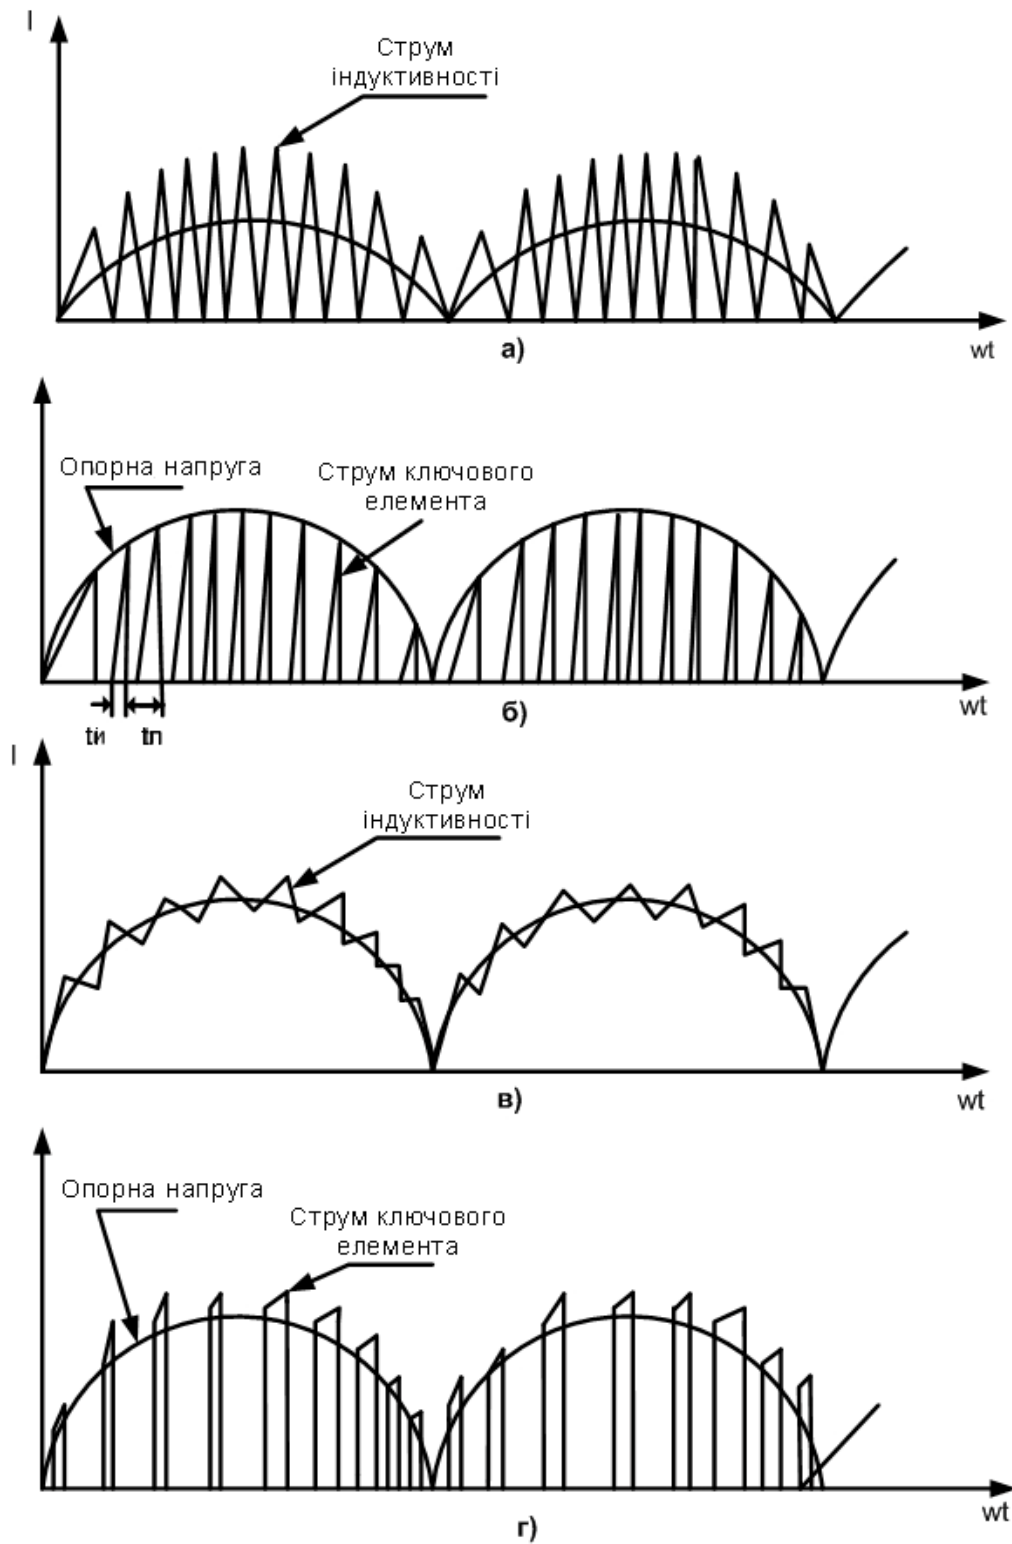 I
Струм
індуктивності
а)
wt
Опорна напруга
Струм ключового
елемента
tи
tп
б)
wt
I
Струм
індуктивності
в)
wt
Опорна напруга
Струм ключового
елемента
г)
wt